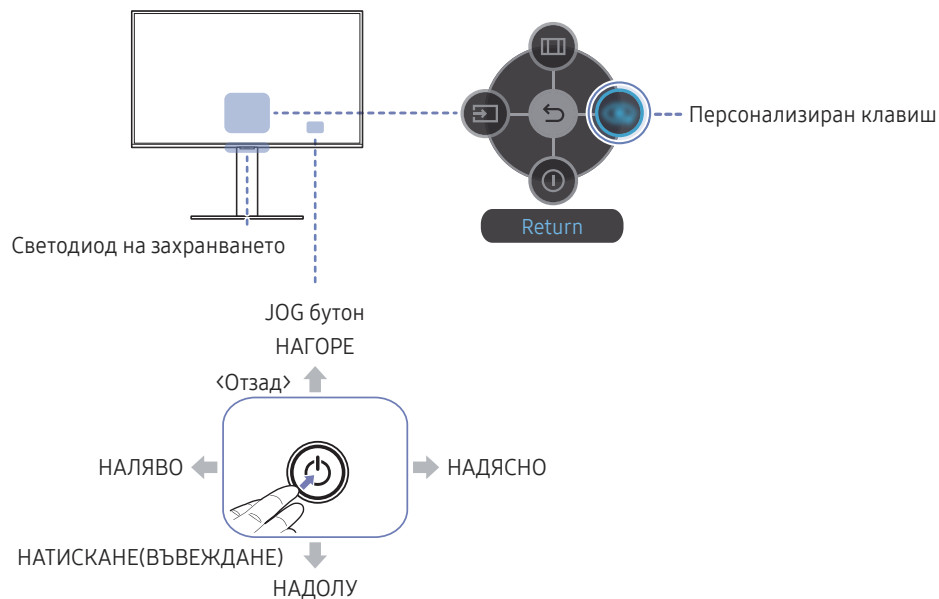 Персонализиран клавиш
Return
Светодиод на захранването
JOG бутон
НАГОРЕ
<Отзад>
НАЛЯВО
НАДЯСНО
НАТИСКАНЕ(ВЪВЕЖДАНЕ)
НАДОЛУ